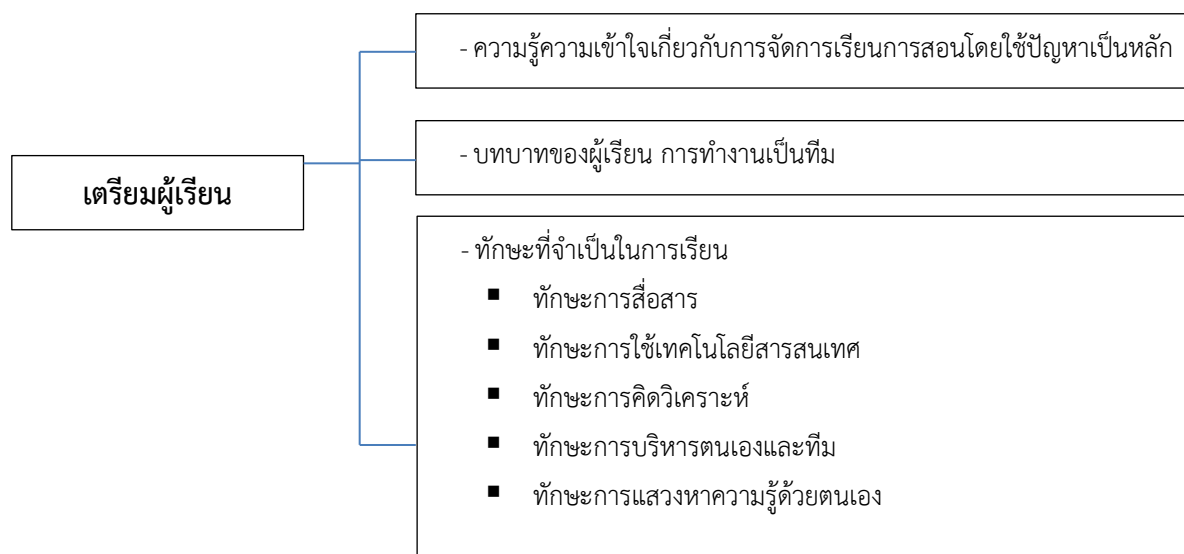 - ความรู้ความเข้าใจเกี่ยวกับการจัดการเรียนการสอนโดยใช้ปัญหาเป็นหลัก
- บทบาทของผู้เรียน การทำงานเป็นทีม
เตรียมผู้เรียน
- ทักษะที่จำเป็นในการเรียน
▪ ทักษะการสื่อสาร
▪ ทักษะการใช้เทคโนโลยีสารสนเทศ
▪ ทักษะการคิดวิเคราะห์
▪ ทักษะการบริหารตนเองและทีม
▪ ทักษะการแสวงหาความรู้ด้วยตนเอง